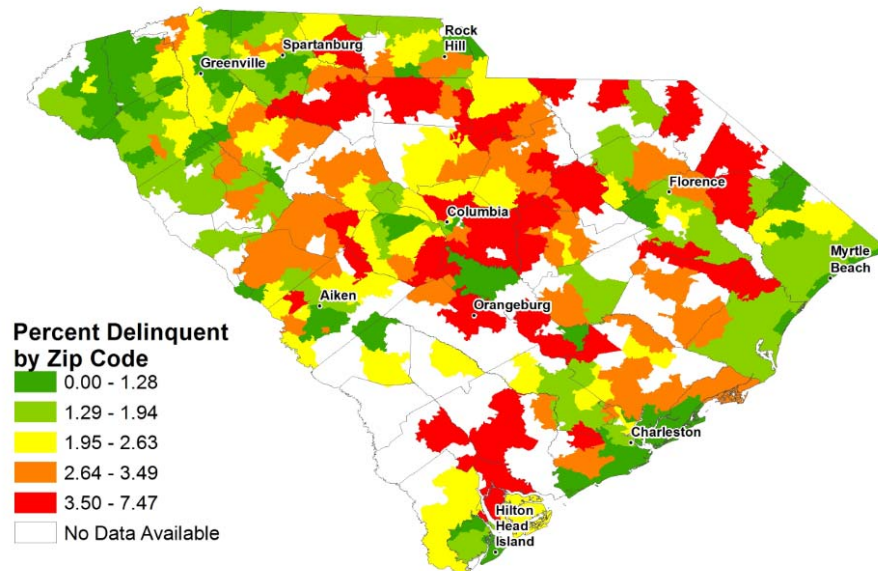 Rock
Hill
Spartanburg
Greenville
Florence
Columbia
Myrtle
Beach
Aiken
Orangeburg
Percent Delinquent
by Zip Code
0.00 - 1.28
1.29 - 1.94
1.95 - 2.63
2.64 - 3.49
3.50 - 7.47
No Data Available
Charleston
Hilton
Head
Island